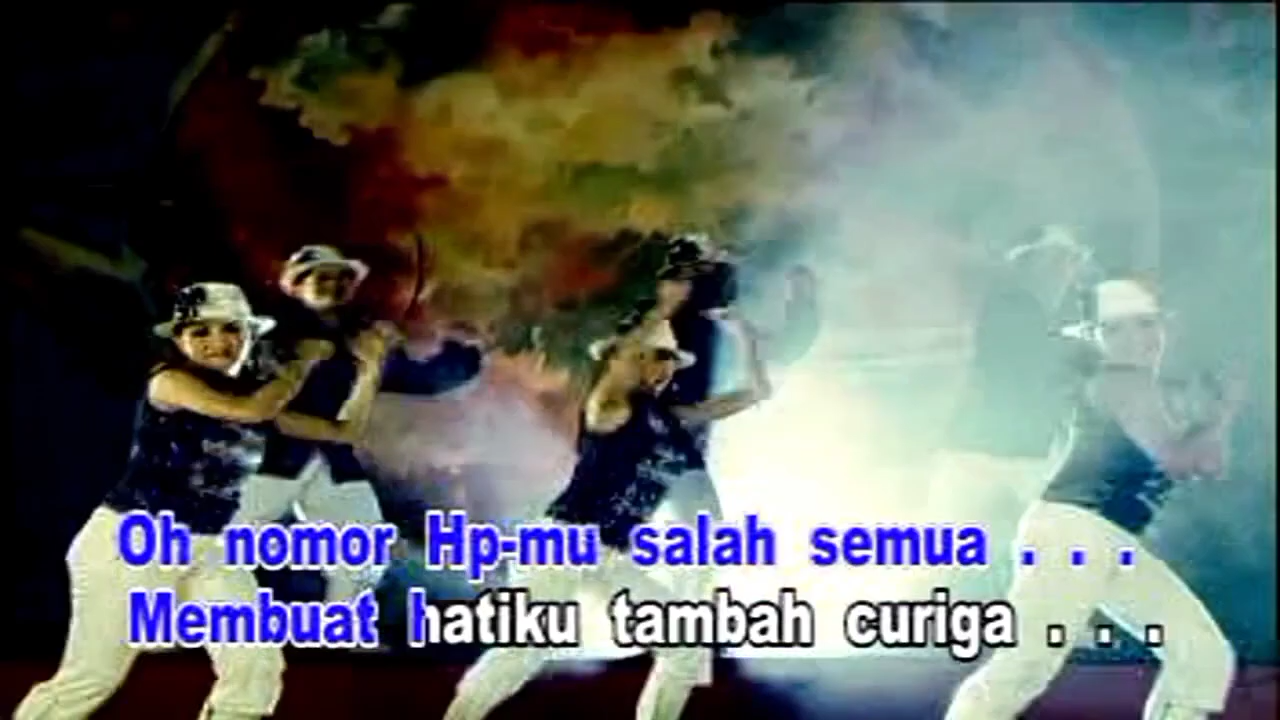 Oh nomor Hp-mu salah semua . . .
Membuat hatiku tambah curiga . . .